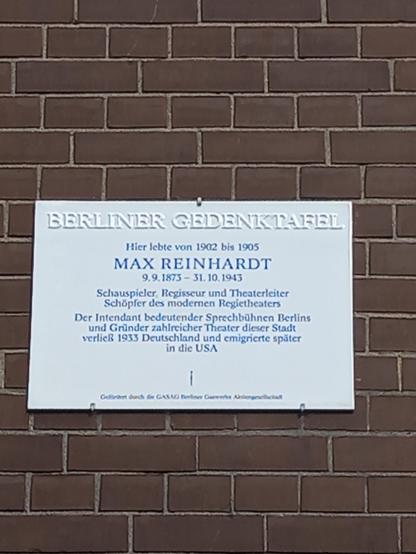 BERLINER GEDENKTAFEL
Hier lebte von 1902 bis 1905
MAX REINHARDT
9.9.1873 – 31.10.1943
Schauspieler, Regisseur und Theaterleiter
Schöpfer des modernen Regietheaters
Der Intendant bedeutender Sprechbühnen Berlins
und Gründer zahlreicher Theater dieser Stadt
verließ 1933 Deutschland und emigrierte später
in die USA
Gefördert durch die GASAG Berliner Gaswerke Aktiengesellschaft